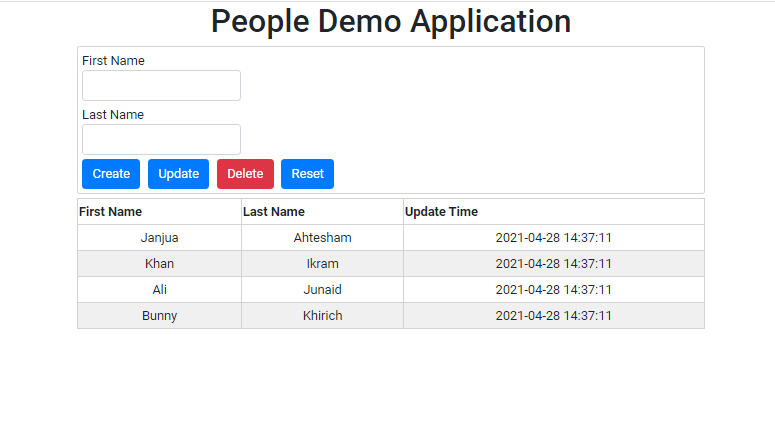 People Demo Application
First Name
Last Name
Create Update Delete Reset
First Name Last Name Update Time
Janjua Ahtesham 2021-04-28 14:37:11
Khan Ikram 2021-04-28 14:37:11
Ali Junaid 2021-04-28 14:37:11
Bunny Khirich 2021-04-28 14:37:11